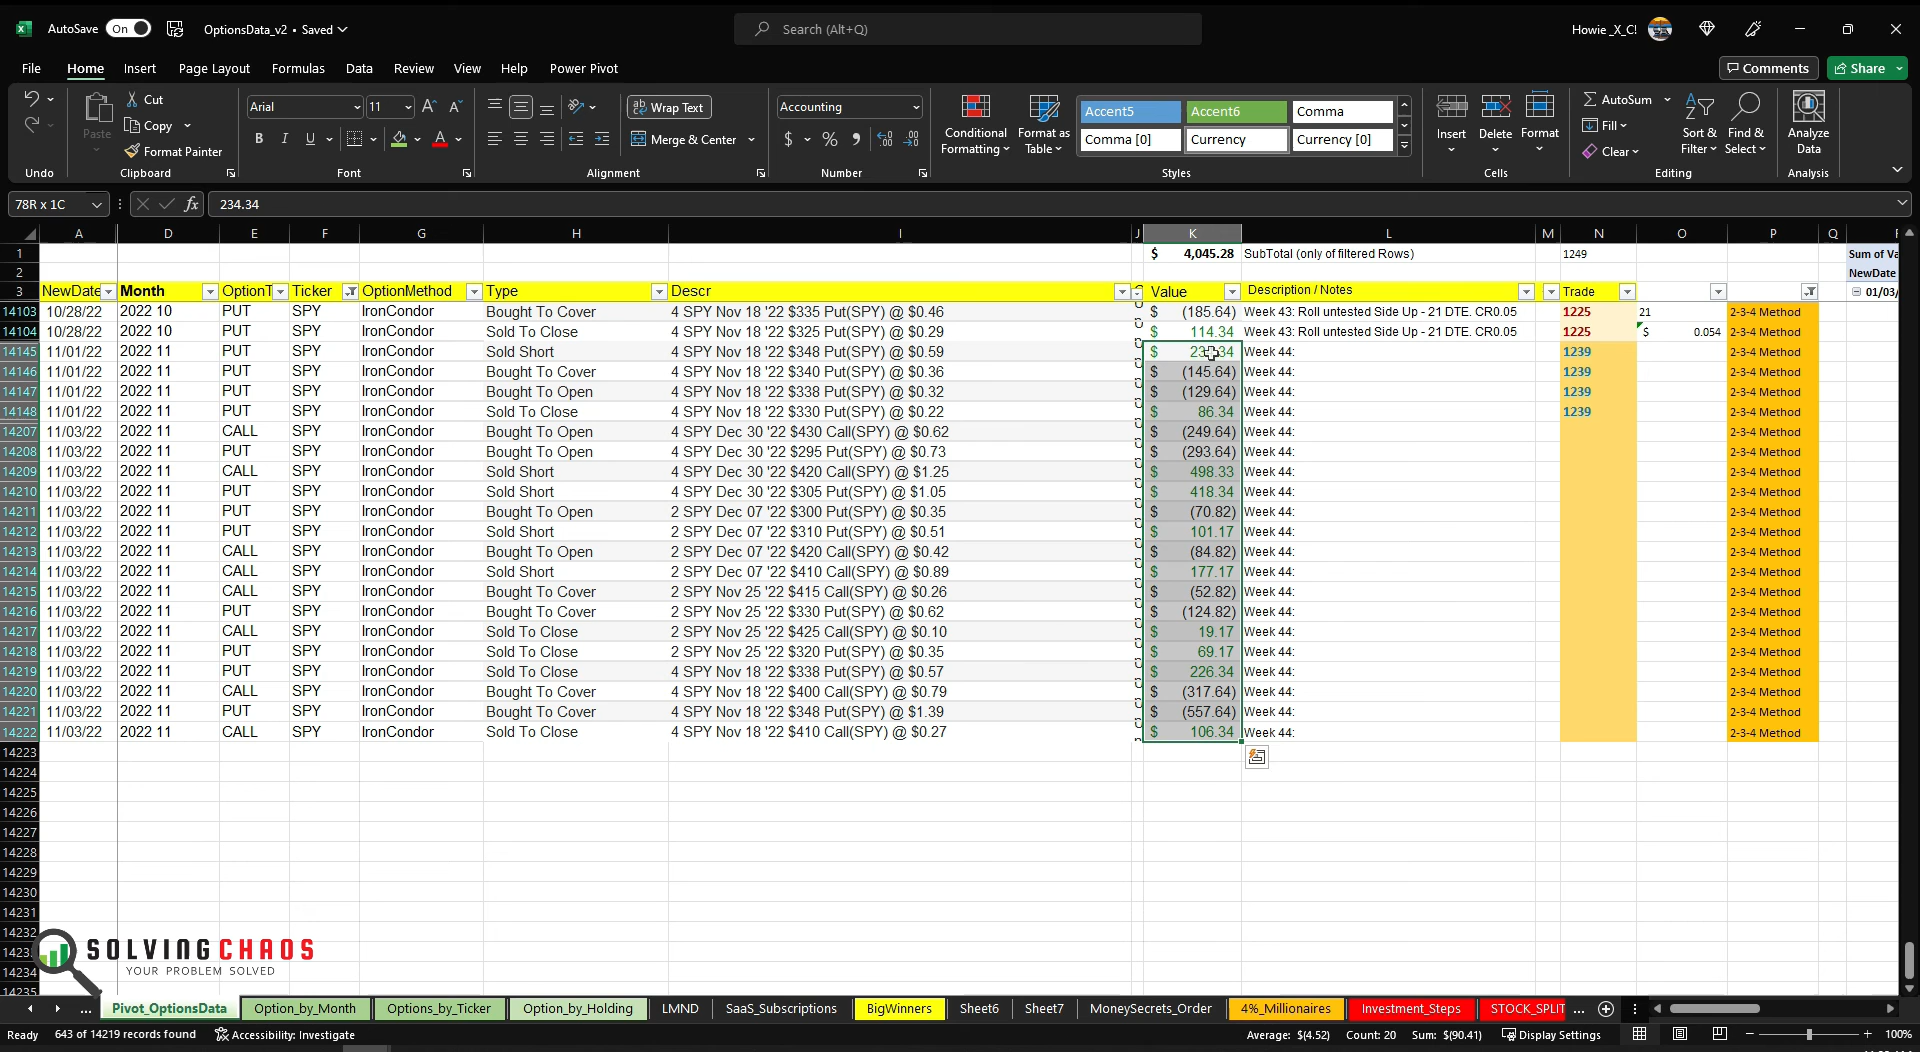 AutoSave On OptionsData_v2 • Saved Search (Alt+Q) Howie _X_C!
File Home Insert Page Layout Formulas Data Review View Help Power Pivot Comments Share
Paste Cut Copy Format Painter Arial 11 Wrap Text Merge & Center Accounting Conditional Formatting Format as Table Accent5 Accent6 Comma Comma [0] Currency Currency [0] Insert Delete Format AutoSum Fill Clear Sort & Filter Find & Select Analyze Data
Undo Clipboard Font Alignment Number Styles Cells Editing Analysis
78R x 1C fx 234.34
A D E F G H I J K L M N O P Q
1 $ 4,045.28 SubTotal (only of filtered Rows) 1249 Sum of Va
2 NewDate
3 NewDate Month OptionT Ticker OptionMethod Type Descr Value Description / Notes Trade 01/03/
14103 10/28/22 2022 10 PUT SPY IronCondor Bought To Cover 4 SPY Nov 18 '22 $335 Put(SPY) @ $0.46 $ (185.64) Week 43: Roll untested Side Up - 21 DTE. CR0.05 1225 21 2-3-4 Method
14104 10/28/22 2022 10 PUT SPY IronCondor Sold To Close 4 SPY Nov 18 '22 $325 Put(SPY) @ $0.29 $ 114.34 Week 43: Roll untested Side Up - 21 DTE. CR0.05 1225 $ 0.054 2-3-4 Method
14145 11/01/22 2022 11 PUT SPY IronCondor Sold Short 4 SPY Nov 18 '22 $348 Put(SPY) @ $0.59 $ 234.34 Week 44: 1239 2-3-4 Method
14146 11/01/22 2022 11 PUT SPY IronCondor Bought To Cover 4 SPY Nov 18 '22 $340 Put(SPY) @ $0.36 $ (145.64) Week 44: 1239 2-3-4 Method
14147 11/01/22 2022 11 PUT SPY IronCondor Bought To Open 4 SPY Nov 18 '22 $338 Put(SPY) @ $0.32 $ (129.64) Week 44: 1239 2-3-4 Method
14148 11/01/22 2022 11 PUT SPY IronCondor Sold To Close 4 SPY Nov 18 '22 $330 Put(SPY) @ $0.22 $ 86.34 Week 44: 1239 2-3-4 Method
14207 11/03/22 2022 11 CALL SPY IronCondor Bought To Open 4 SPY Dec 30 '22 $430 Call(SPY) @ $0.62 $ (249.64) Week 44: 2-3-4 Method
14208 11/03/22 2022 11 PUT SPY IronCondor Bought To Open 4 SPY Dec 30 '22 $295 Put(SPY) @ $0.73 $ (293.64) Week 44: 2-3-4 Method
14209 11/03/22 2022 11 CALL SPY IronCondor Sold Short 4 SPY Dec 30 '22 $420 Call(SPY) @ $1.25 $ 498.33 Week 44: 2-3-4 Method
14210 11/03/22 2022 11 PUT SPY IronCondor Sold Short 4 SPY Dec 30 '22 $305 Put(SPY) @ $1.05 $ 418.34 Week 44: 2-3-4 Method
14211 11/03/22 2022 11 PUT SPY IronCondor Bought To Open 2 SPY Dec 07 '22 $300 Put(SPY) @ $0.35 $ (70.82) Week 44: 2-3-4 Method
14212 11/03/22 2022 11 PUT SPY IronCondor Sold Short 2 SPY Dec 07 '22 $310 Put(SPY) @ $0.51 $ 101.17 Week 44: 2-3-4 Method
14213 11/03/22 2022 11 CALL SPY IronCondor Bought To Open 2 SPY Dec 07 '22 $420 Call(SPY) @ $0.42 $ (84.82) Week 44: 2-3-4 Method
14214 11/03/22 2022 11 CALL SPY IronCondor Sold Short 2 SPY Dec 07 '22 $410 Call(SPY) @ $0.89 $ 177.17 Week 44: 2-3-4 Method
14215 11/03/22 2022 11 CALL SPY IronCondor Bought To Cover 2 SPY Nov 25 '22 $415 Call(SPY) @ $0.26 $ (52.82) Week 44: 2-3-4 Method
14216 11/03/22 2022 11 PUT SPY IronCondor Bought To Cover 2 SPY Nov 25 '22 $330 Put(SPY) @ $0.62 $ (124.82) Week 44: 2-3-4 Method
14217 11/03/22 2022 11 CALL SPY IronCondor Sold To Close 2 SPY Nov 25 '22 $425 Call(SPY) @ $0.10 $ 19.17 Week 44: 2-3-4 Method
14218 11/03/22 2022 11 PUT SPY IronCondor Sold To Close 2 SPY Nov 25 '22 $320 Put(SPY) @ $0.35 $ 69.17 Week 44: 2-3-4 Method
14219 11/03/22 2022 11 PUT SPY IronCondor Sold To Close 4 SPY Nov 18 '22 $338 Put(SPY) @ $0.57 $ 226.34 Week 44: 2-3-4 Method
14220 11/03/22 2022 11 CALL SPY IronCondor Bought To Cover 4 SPY Nov 18 '22 $400 Call(SPY) @ $0.79 $ (317.64) Week 44: 2-3-4 Method
14221 11/03/22 2022 11 PUT SPY IronCondor Bought To Cover 4 SPY Nov 18 '22 $348 Put(SPY) @ $1.39 $ (557.64) Week 44: 2-3-4 Method
14222 11/03/22 2022 11 CALL SPY IronCondor Sold To Close 4 SPY Nov 18 '22 $410 Call(SPY) @ $0.27 $ 106.34 Week 44: 2-3-4 Method
14223
14224
14225
14226
14227
14228
14229
14230
14231
14232
SOLVINGCHAOS
YOUR PROBLEM SOLVED
14234
14235
... Pivot_OptionsData Option_by_Month Options_by_Ticker Option_by_Holding LMND SaaS_Subscriptions BigWinners Sheet6 Sheet7 MoneySecrets_Order 4%_Millionaires Investment_Steps STOCK_SPLIT ...
Ready 643 of 14219 records found Accessibility: Investigate Average: $(4.52) Count: 20 Sum: $(90.41) Display Settings 100%